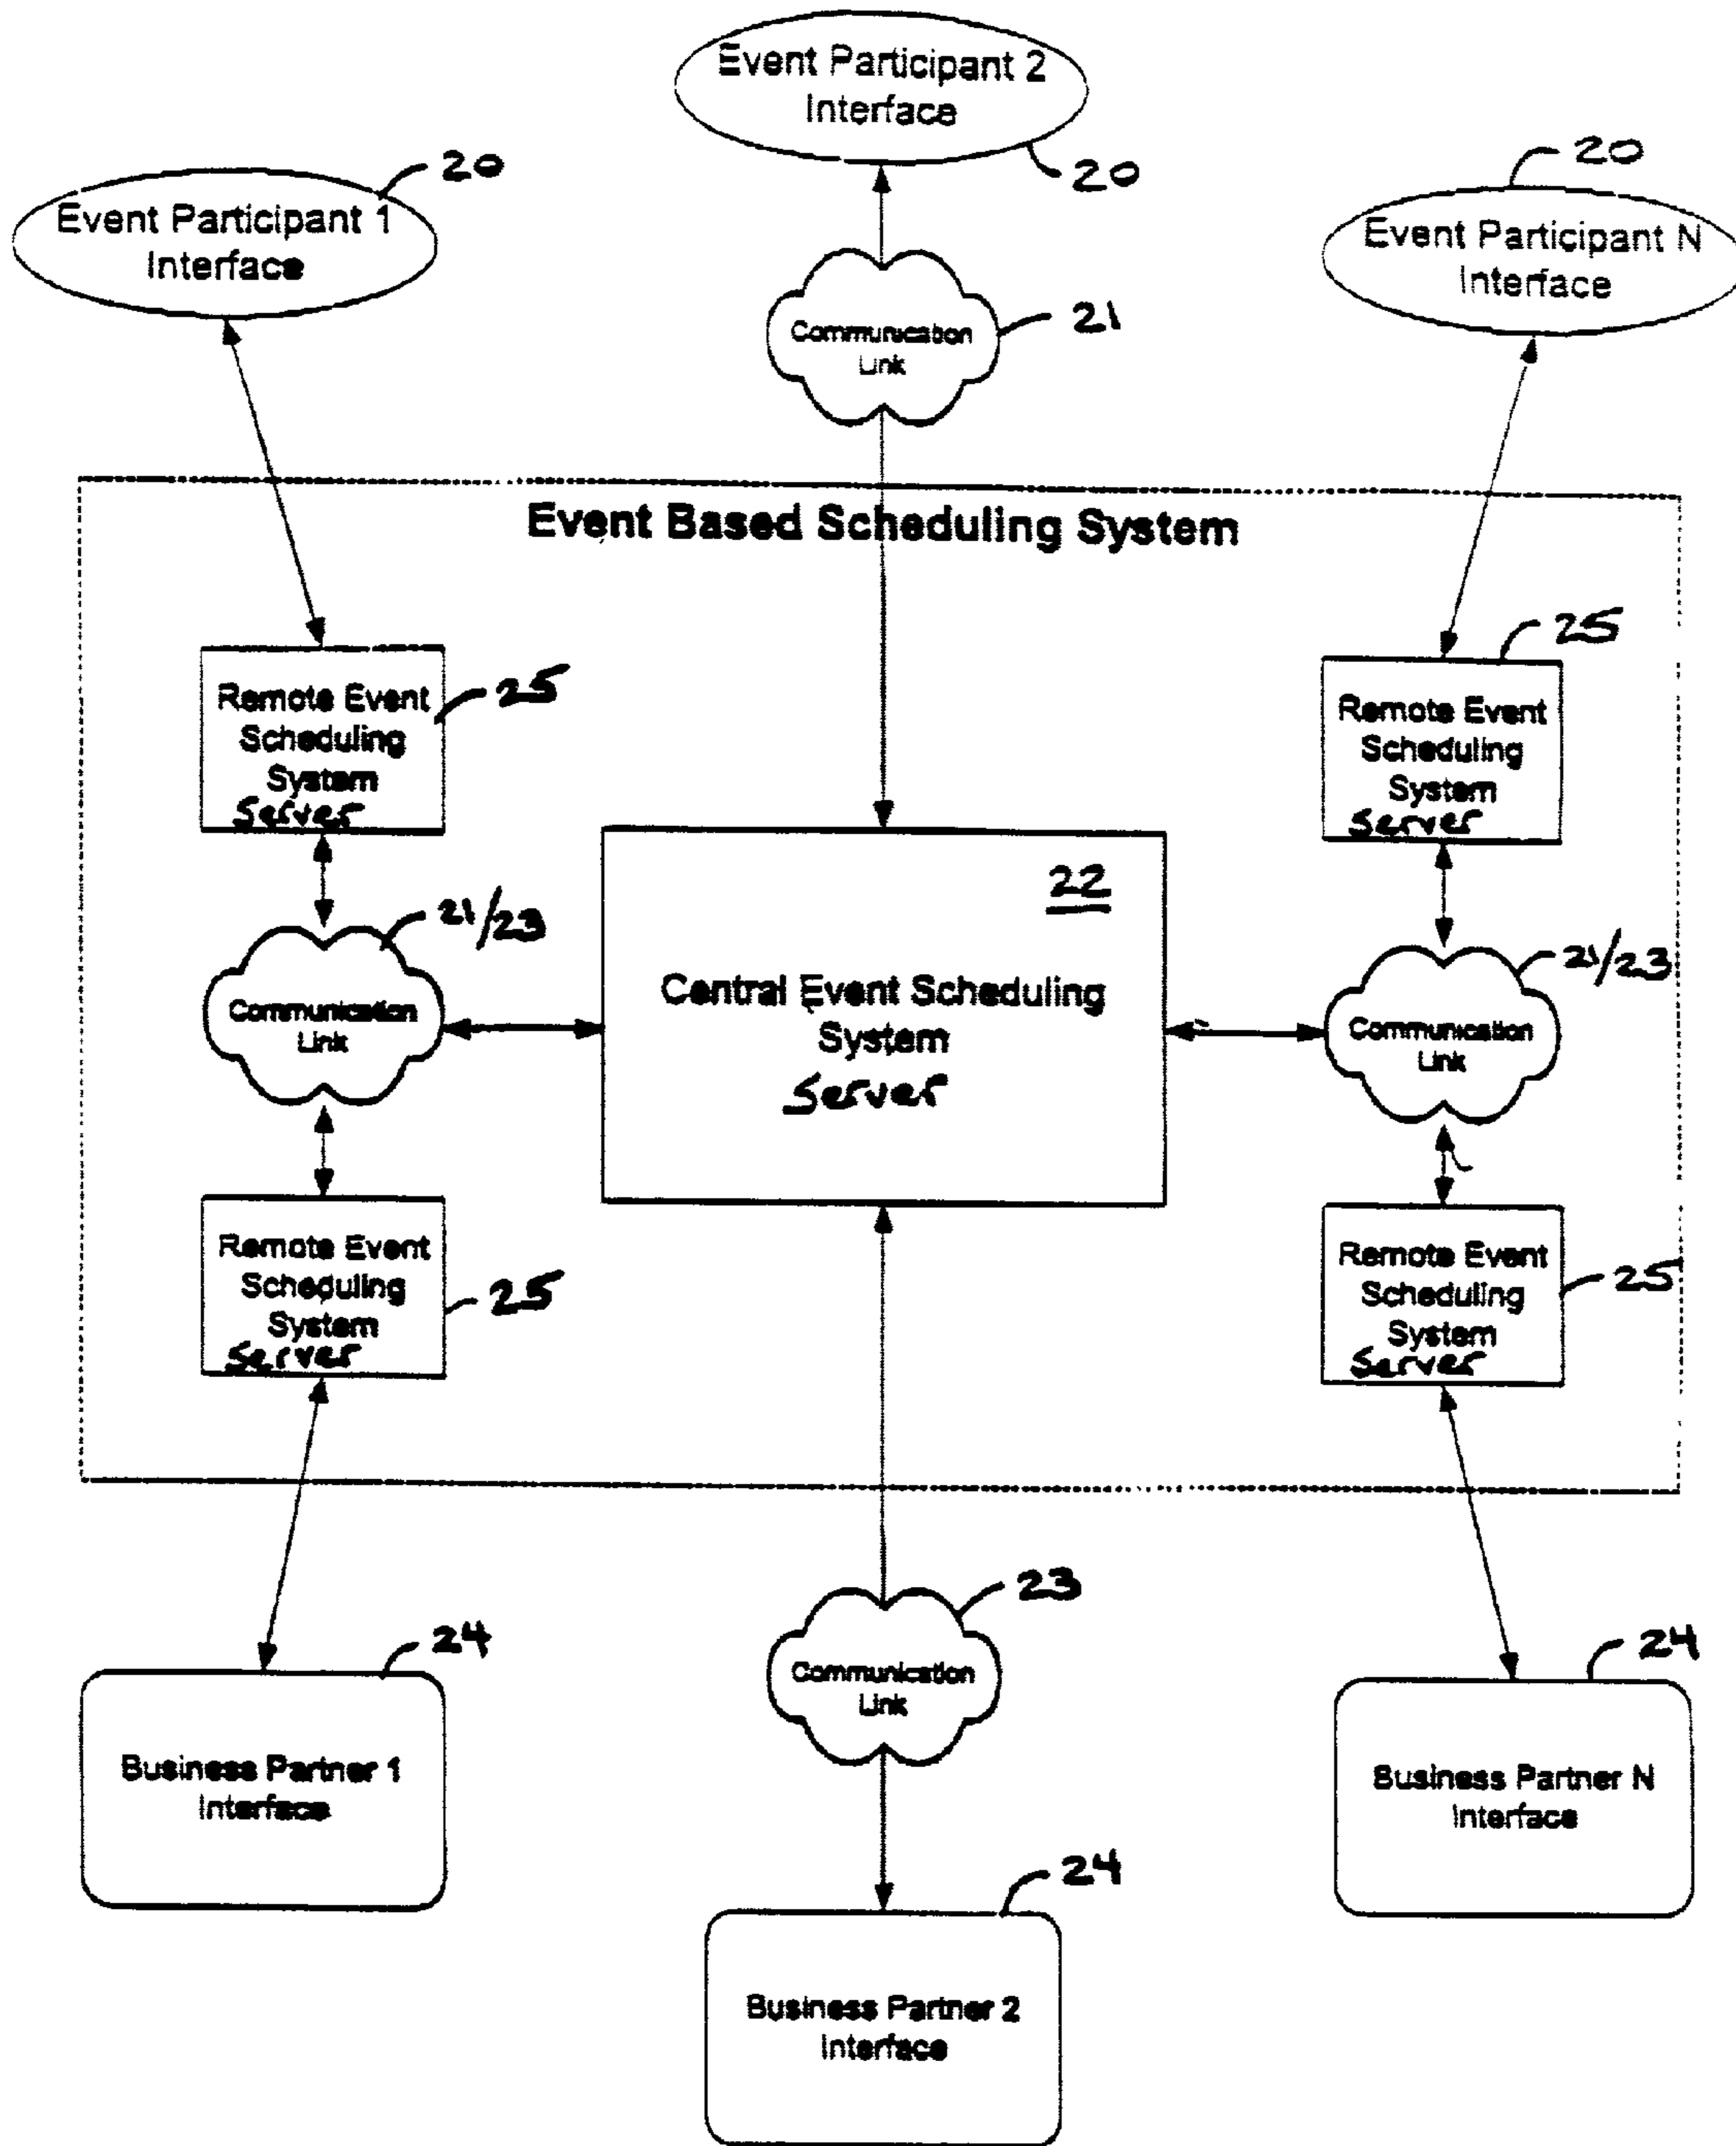 Event Participant 2
Interface
20
20
Event Participant 1
Interface
20
Event Participant N
Interface
21
Communication
Link
Event Based Scheduling System
25
Remote Event
Scheduling
System
Server
25
Remote Event
Scheduling
System
Server
22
Central Event Scheduling
System
Server
21/23
Communication
Link
21/23
Communication
Link
Remote Event
Scheduling
System
Server
25
Remote Event
Scheduling
System
Server
25
23
Communication
Link
24
Business Partner 1
Interface
24
Business Partner N
Interface
24
Business Partner 2
Interface